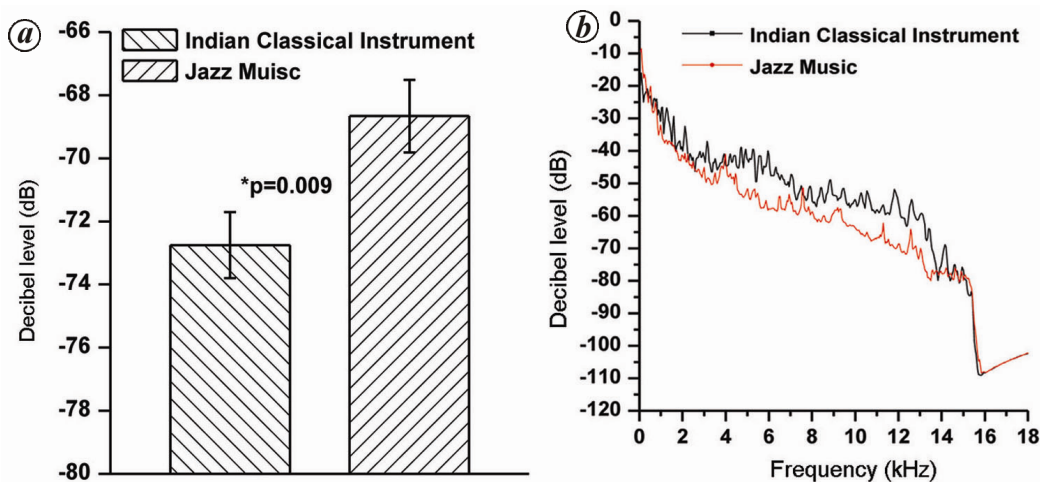 a
Indian Classical Instrument
Jazz Muisc
-66
-68
-70
-72
-74
-76
-78
-80
Decibel level (dB)
*p=0.009
b
Indian Classical Instrument
Jazz Music
0
-10
-20
-30
-40
-50
-60
-70
-80
-90
-100
-110
-120
Decibel level (dB)
0 2 4 6 8 10 12 14 16 18
Frequency (kHz)